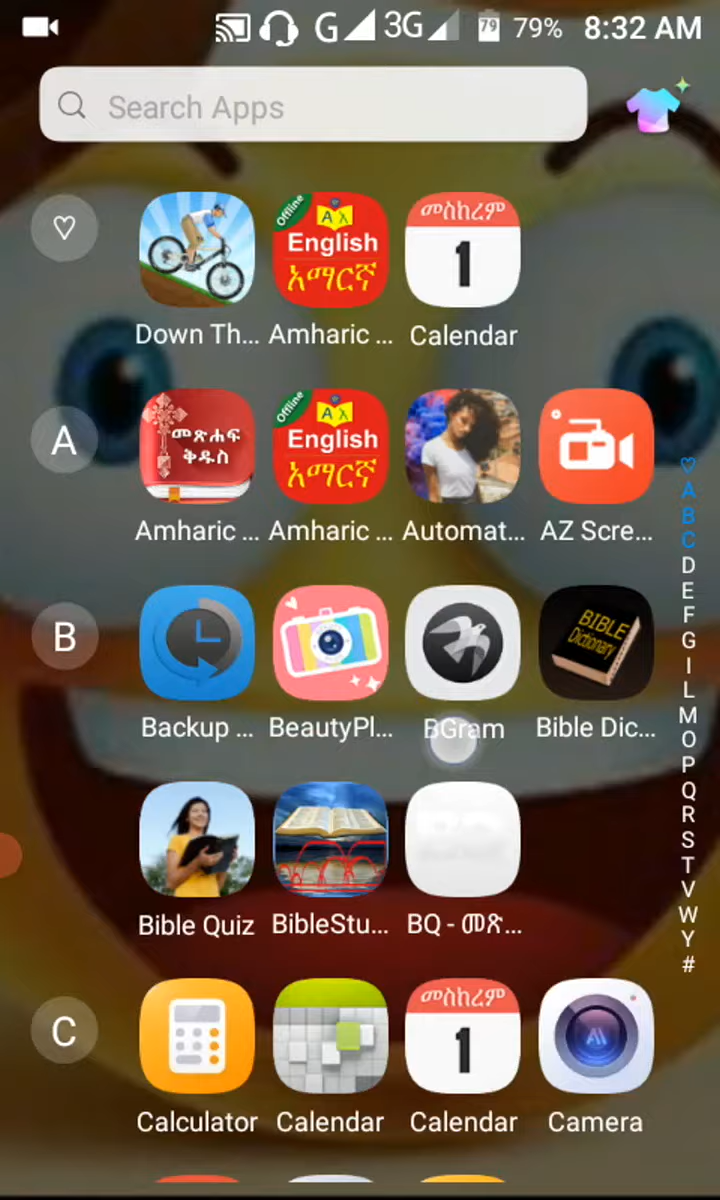 G 3G 79 79% 8:32 AM
Search Apps
Offline
A
English
አማርኛ
መስከረም
1
Down Th... Amharic ... Calendar
A
መጽሐፍ
ቅዱስ
Offline
A
English
አማርኛ
Amharic ... Amharic ... Automat... AZ Scre...
B
BIBLE
Dictionary
Backup ... BeautyPl... BGram Bible Dic...
Bible Quiz BibleStu... BQ - መጽ...
C
መስከረም
1
AI
Calculator Calendar Calendar Camera
A
B
C
D
E
F
G
I
L
M
O
P
Q
R
S
T
V
W
Y
#